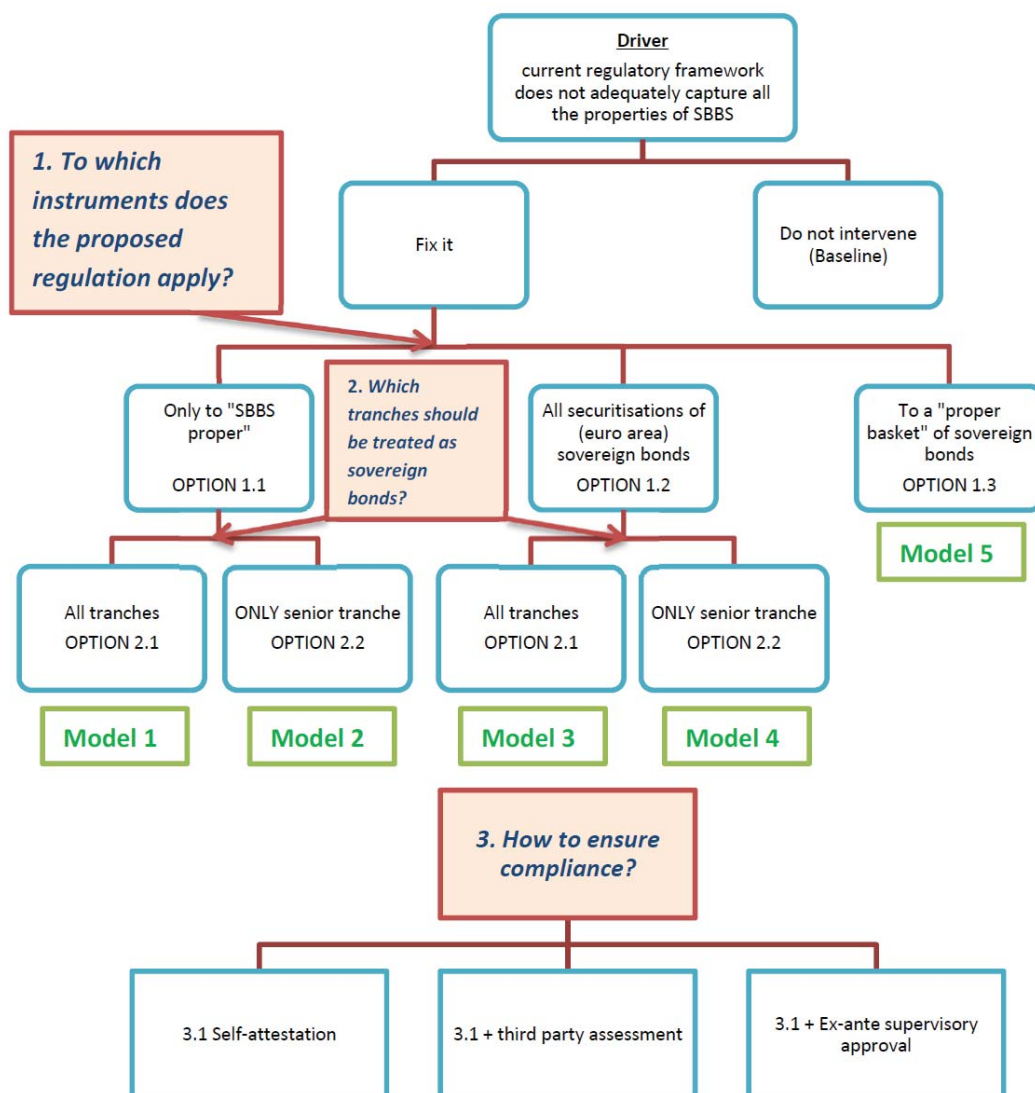 Driver
current regulatory framework
does not adequately capture all
the properties of SBBS
1. To which
instruments does
the proposed
regulation apply?
Fix it
Do not intervene
(Baseline)
Only to "SBBS
proper"
OPTION 1.1
2. Which
tranches should
be treated as
sovereign
bonds?
All securitisations of
(euro area)
sovereign bonds
OPTION 1.2
To a "proper
basket" of sovereign
bonds
OPTION 1.3
Model 5
All tranches
OPTION 2.1
ONLY senior tranche
OPTION 2.2
All tranches
OPTION 2.1
ONLY senior tranche
OPTION 2.2
Model 1
Model 2
Model 3
Model 4
3. How to ensure
compliance?
3.1 Self-attestation
3.1 + third party assessment
3.1 + Ex-ante supervisory
approval